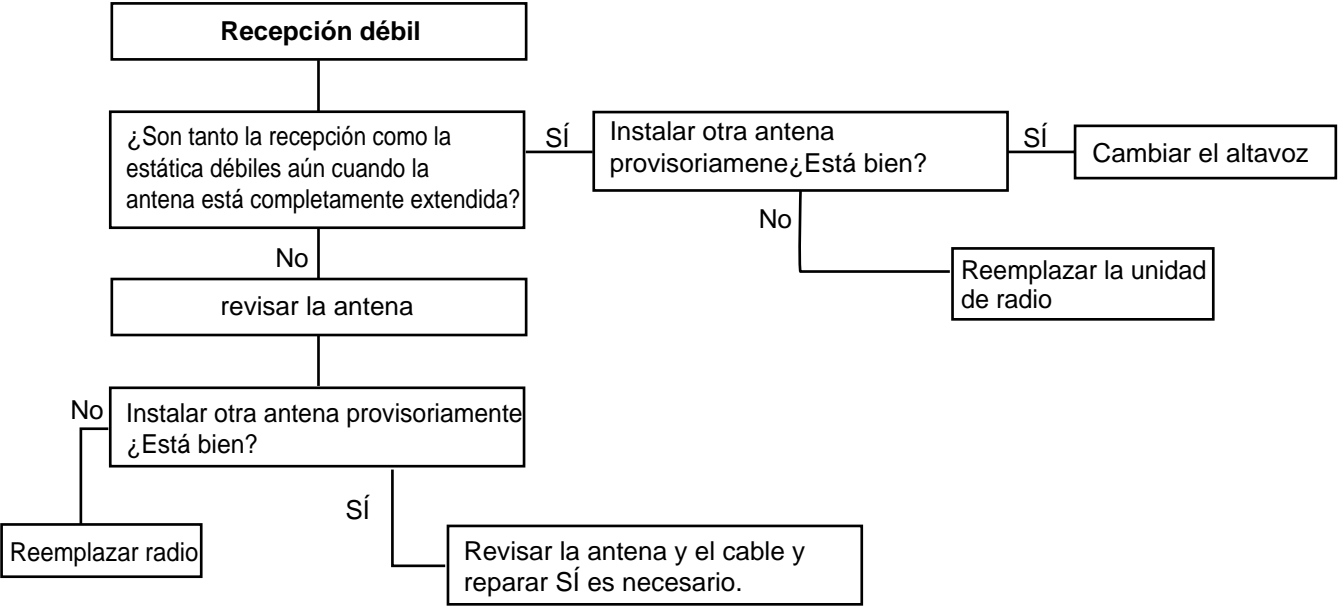 Recepción débil
¿Son tanto la recepción como la
estática débiles aún cuando la
antena está completamente extendida?
SÍ
Instalar otra antena
provisoriamene¿Está bien?
SÍ
Cambiar el altavoz
No
Reemplazar la unidad
de radio
No
revisar la antena
No
Instalar otra antena provisoriamente
¿Está bien?
SÍ
Reemplazar radio
Revisar la antena y el cable y
reparar SÍ es necesario.